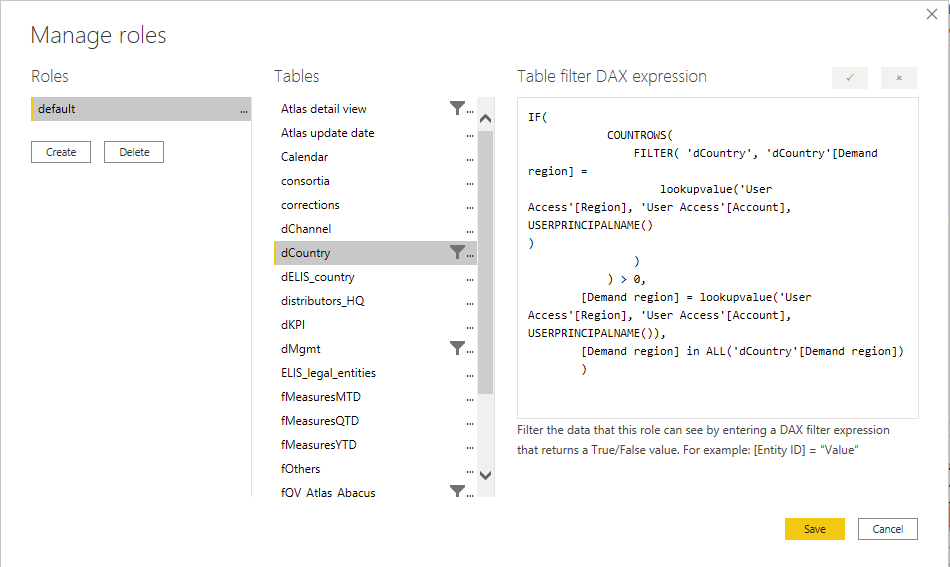 Manage roles
Roles
default
...
Create
Delete
Tables
Atlas detail view ...
Atlas update date ...
Calendar ...
consortia ...
corrections ...
dChannel ...
dCountry ...
dELIS_country ...
distributors_HQ ...
dKPI ...
dMgmt ...
ELIS_legal_entities ...
fMeasuresMTD ...
fMeasuresQTD ...
fMeasuresYTD ...
fOthers ...
fQV_Atlas_Abacus ...
Table filter DAX expression
IF(
COUNTROWS(
FILTER( 'dCountry', 'dCountry'[Demand
region] =
lookupvalue('User
Access'[Region], 'User Access'[Account],
USERPRINCIPALNAME()
)
)
) > 0,
[Demand region] = lookupvalue('User
Access'[Region], 'User Access'[Account],
USERPRINCIPALNAME()),
[Demand region] in ALL('dCountry'[Demand region])
)
Filter the data that this role can see by entering a DAX filter expression
that returns a True/False value. For example: [Entity ID] = “Value”
Save
Cancel